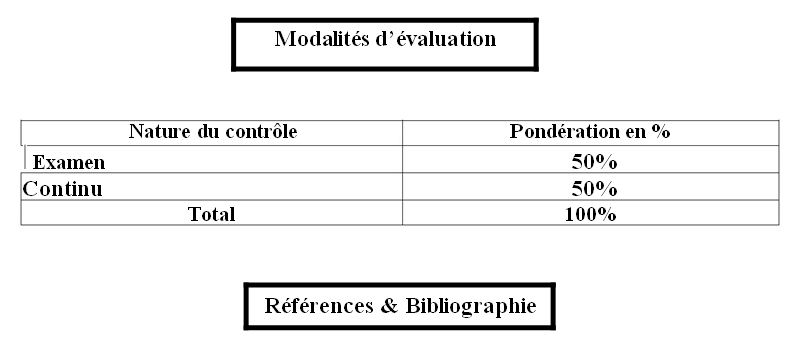 Modalités d'évaluation
Nature du contrôle Pondération en %
Examen 50%
Continu 50%
Total 100%
Références & Bibliographie